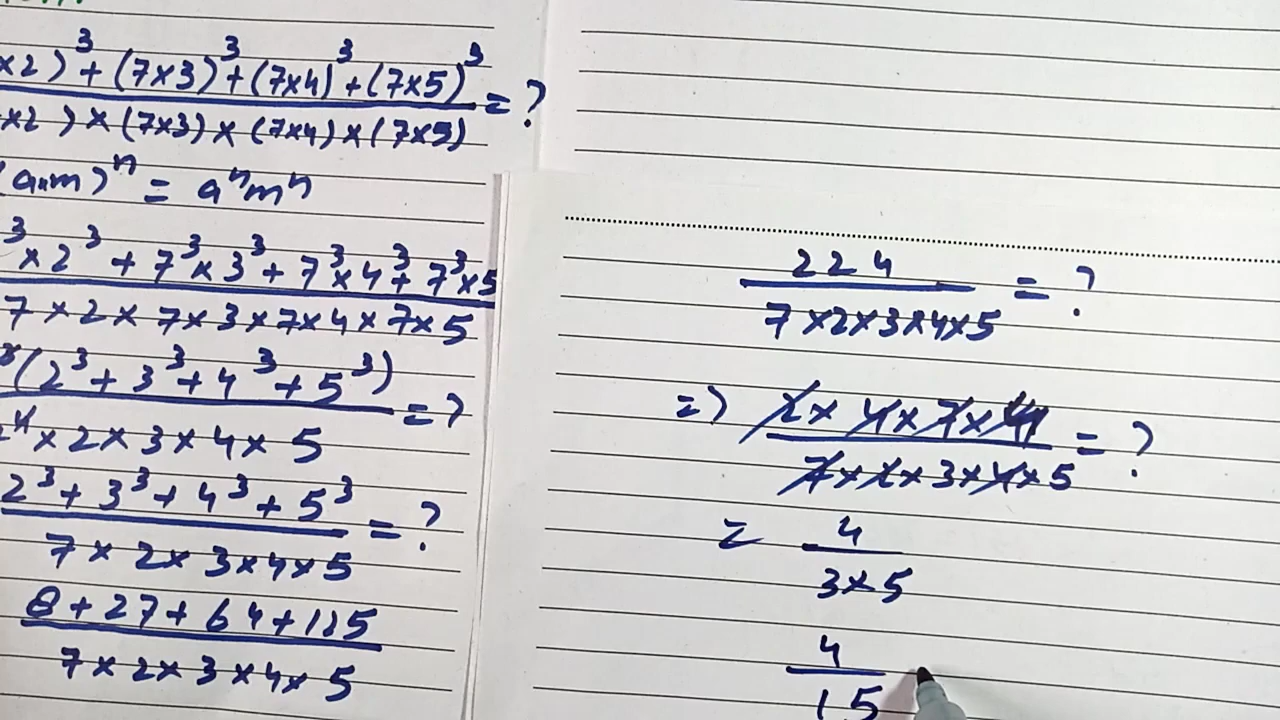 ×2)³ + (7×3)³ + (7×4)³ + (7×5)³ = ?
×2) × (7×3) × (7×4) × (7×5)
(a×m)ⁿ = aⁿmⁿ
³ × 2³ + 7³ × 3³ + 7³ × 4³ + 7³ × 5
7 × 2 × 7 × 3 × 7 × 4 × 7 × 5
(2³ + 3³ + 4³ + 5³) = ?
× 2 × 3 × 4 × 5
2³ + 3³ + 4³ + 5³ = ?
7 × 2 × 3 × 4 × 5
8 + 27 + 64 + 125
7 × 2 × 3 × 4 × 5
224 = ?
7 × 2 × 3 × 4 × 5
=> 2 × 4 × 7 × 4 = ?
7 × 2 × 3 × 4 × 5
= 4
3 × 5
4
15